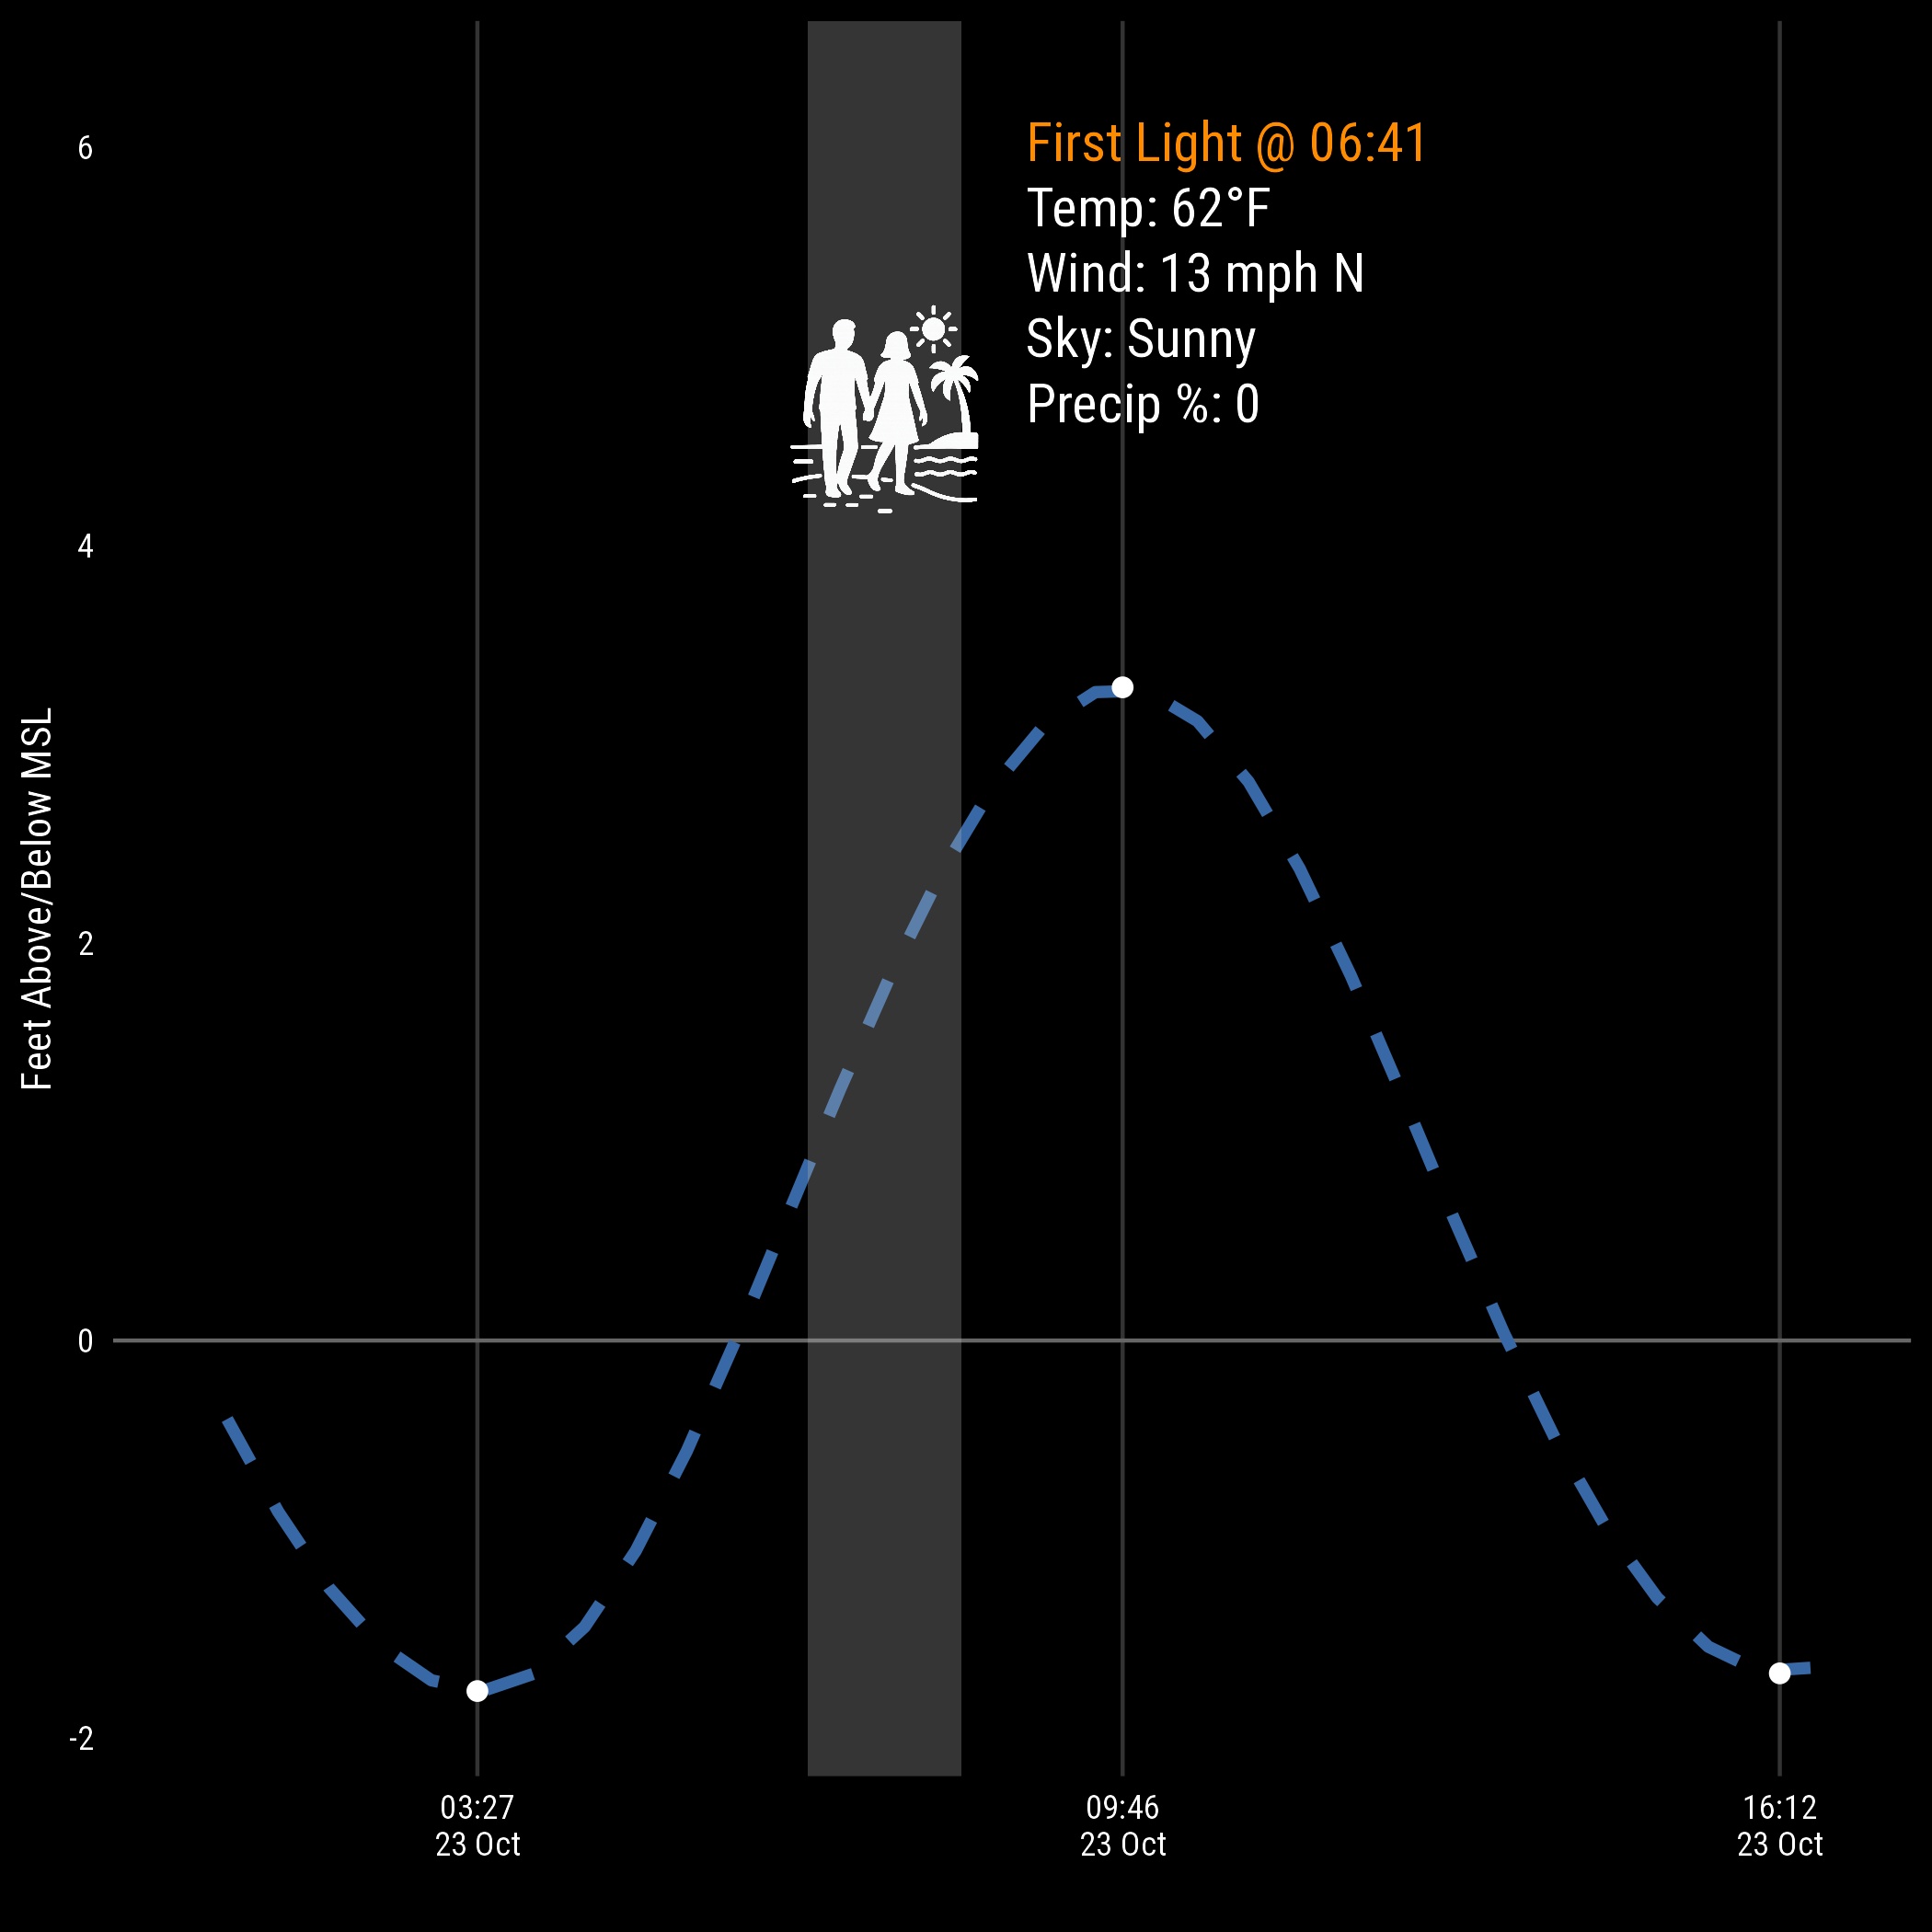 First Light @ 06:41
Temp: 62°F
Wind: 13 mph N
Sky: Sunny
Precip %: 0
Feet Above/Below MSL
6
4
2
0
-2
03:27
23 Oct
09:46
23 Oct
16:12
23 Oct